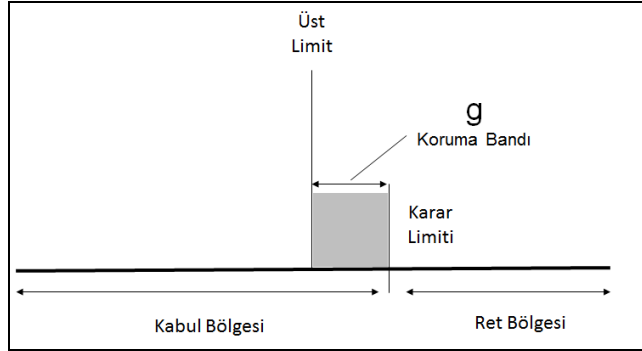 Üst
Limit
g
Koruma Bandı
Karar
Limiti
Kabul Bölgesi
Ret Bölgesi